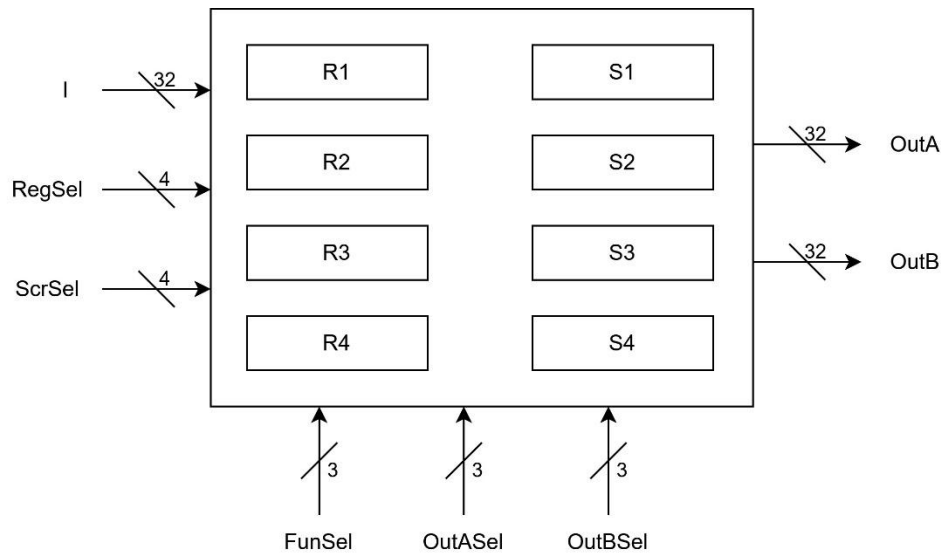 I 32
RegSel 4
ScrSel 4
R1 S1
R2 S2
R3 S3
R4 S4
32 OutA
32 OutB
3 3 3
FunSel OutASel OutBSel